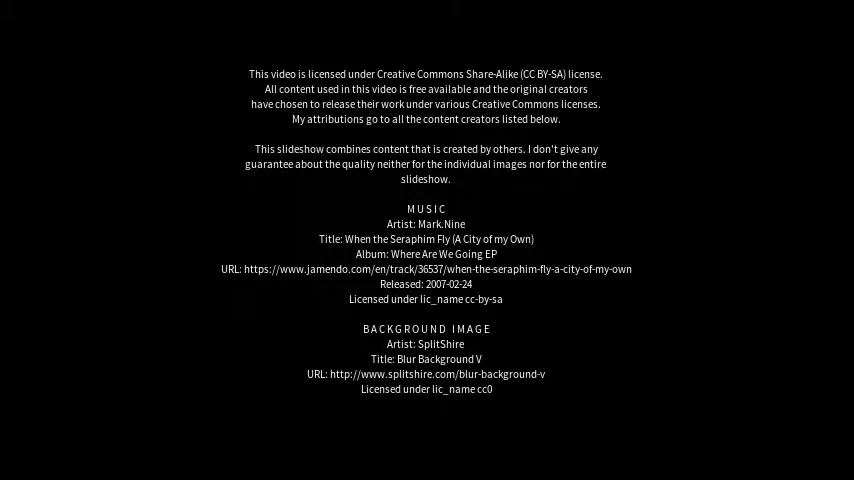 This video is licensed under Creative Commons Share-Alike (CC BY-SA) license.
All content used in this video is free available and the original creators
have chosen to release their work under various Creative Commons licenses.
My attributions go to all the content creators listed below.
This slideshow combines content that is created by others. I don't give any
guarantee about the quality neither for the individual images nor for the entire
slideshow.
MUSIC
Artist: Mark.Nine
Title: When the Seraphim Fly (A City of my Own)
Album: Where Are We Going EP
URL: https://www.jamendo.com/en/track/36537/when-the-seraphim-fly-a-city-of-my-own
Released: 2007-02-24
Licensed under lic_name cc-by-sa
BACKGROUND IMAGE
Artist: SplitShire
Title: Blur Background V
URL: http://www.splitshire.com/blur-background-v
Licensed under lic_name cc0